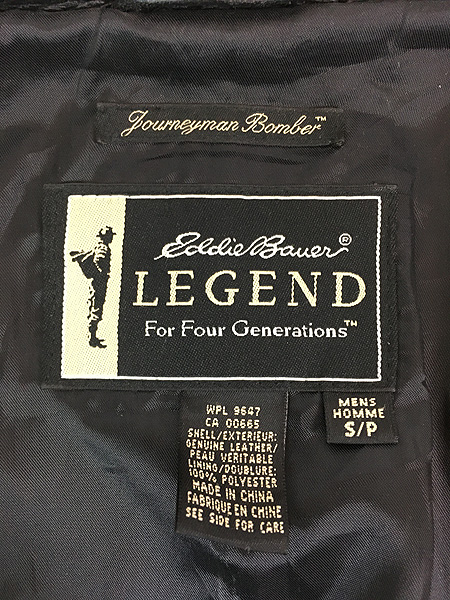 Journeyman Bomber™
Eddie Bauer®
LEGEND
For Four Generations™
MENS
HOMME
S/P
WPL 9647
CA 00665
SHELL/EXTERIEUR:
GENUINE LEATHER/
PEAU VERITABLE
LINING/DOUBLURE:
100% POLYESTER
MADE IN CHINA
FABRIQUE EN CHINE
SEE SIDE FOR CARE